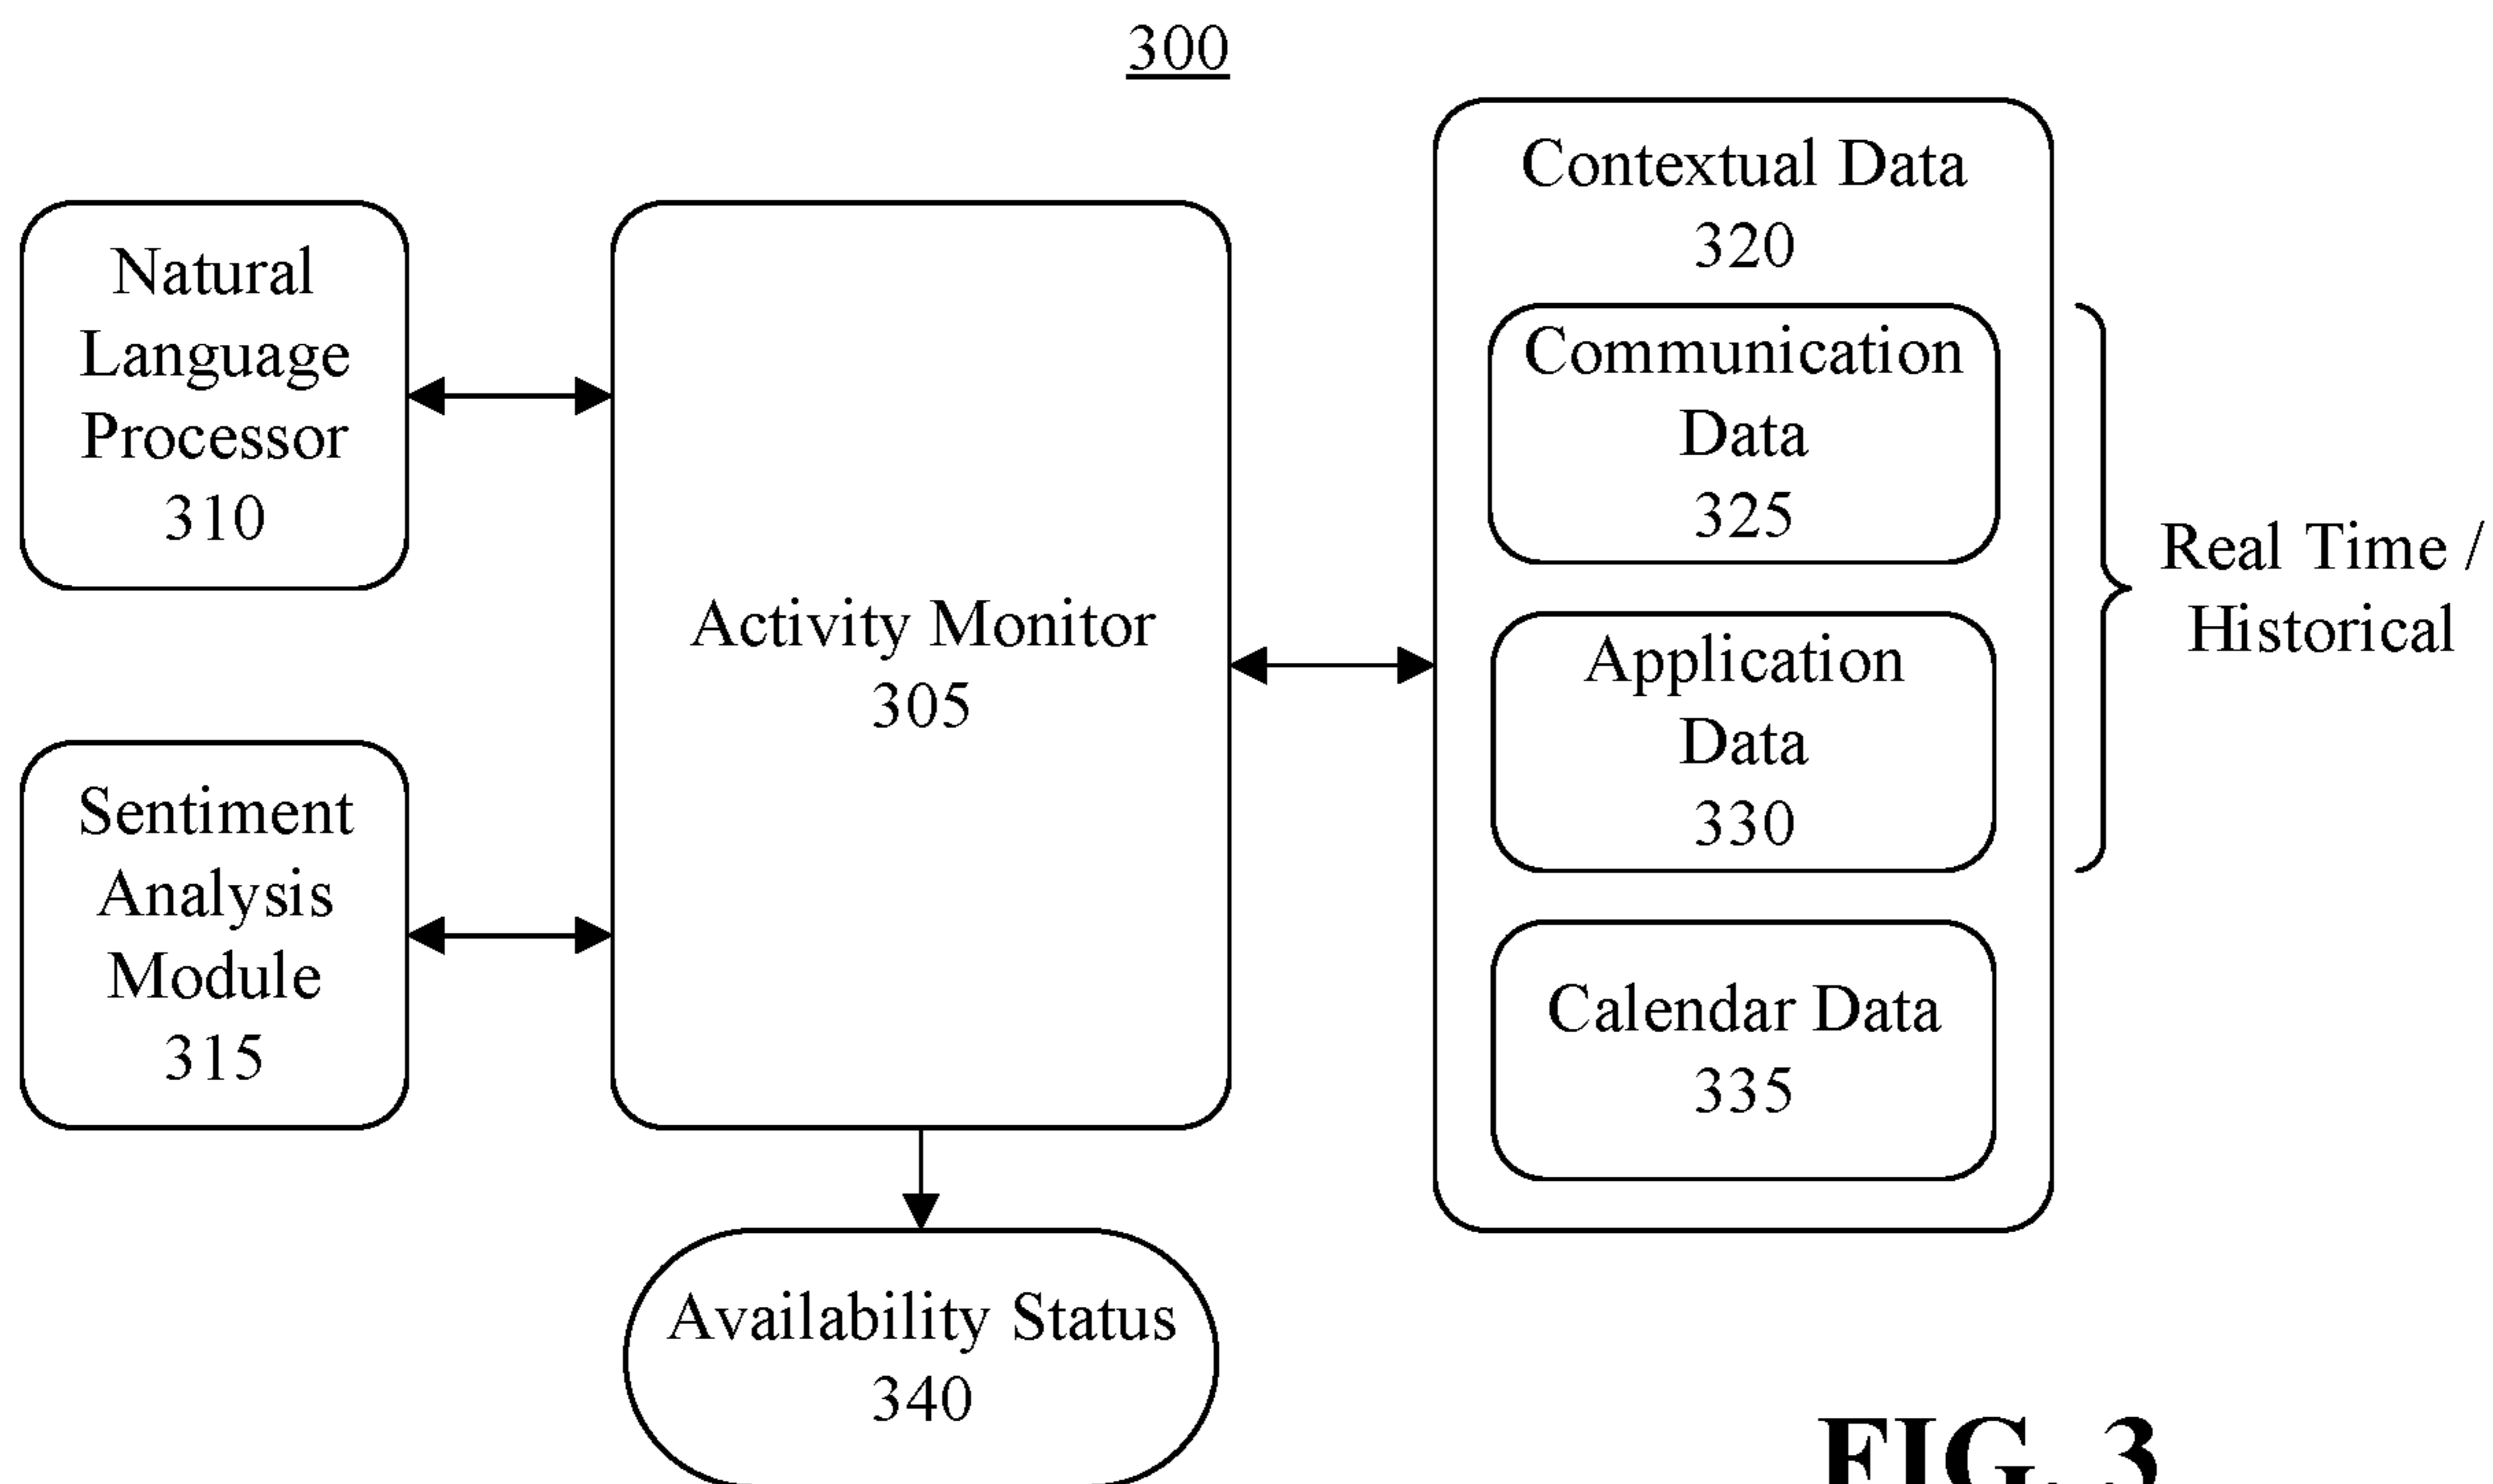 300
Natural
Language
Processor
310
Sentiment
Analysis
Module
315
Activity Monitor
305
Availability Status
340
Contextual Data
320
Communication
Data
325
Application
Data
330
Calendar Data
335
Real Time /
Historical
FIG. 3